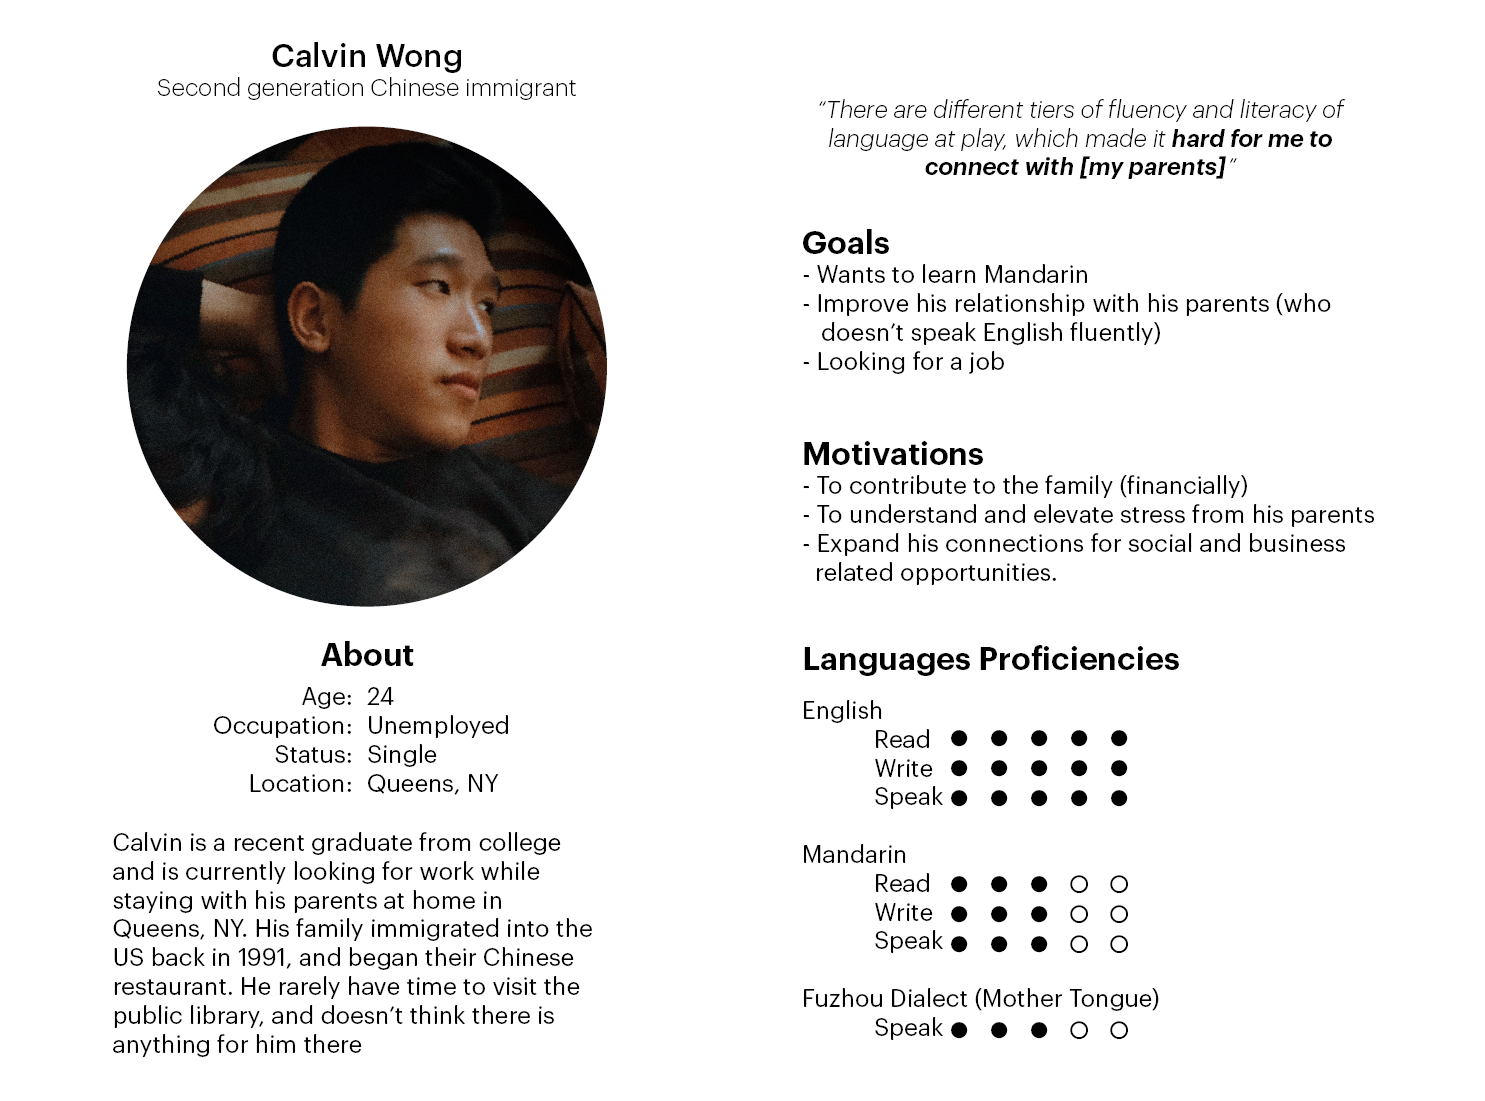 Calvin Wong
Second generation Chinese immigrant
About
Age: 24
Occupation: Unemployed
Status: Single
Location: Queens, NY
Calvin is a recent graduate from college
and is currently looking for work while
staying with his parents at home in
Queens, NY. His family immigrated into the
US back in 1991, and began their Chinese
restaurant. He rarely have time to visit the
public library, and doesn’t think there is
anything for him there
“There are different tiers of fluency and literacy of
language at play, which made it hard for me to
connect with [my parents]”
Goals
- Wants to learn Mandarin
- Improve his relationship with his parents (who
doesn’t speak English fluently)
- Looking for a job
Motivations
- To contribute to the family (financially)
- To understand and elevate stress from his parents
- Expand his connections for social and business
related opportunities.
Languages Proficiencies
English
Read
Write
Speak
Mandarin
Read
Write
Speak
Fuzhou Dialect (Mother Tongue)
Speak